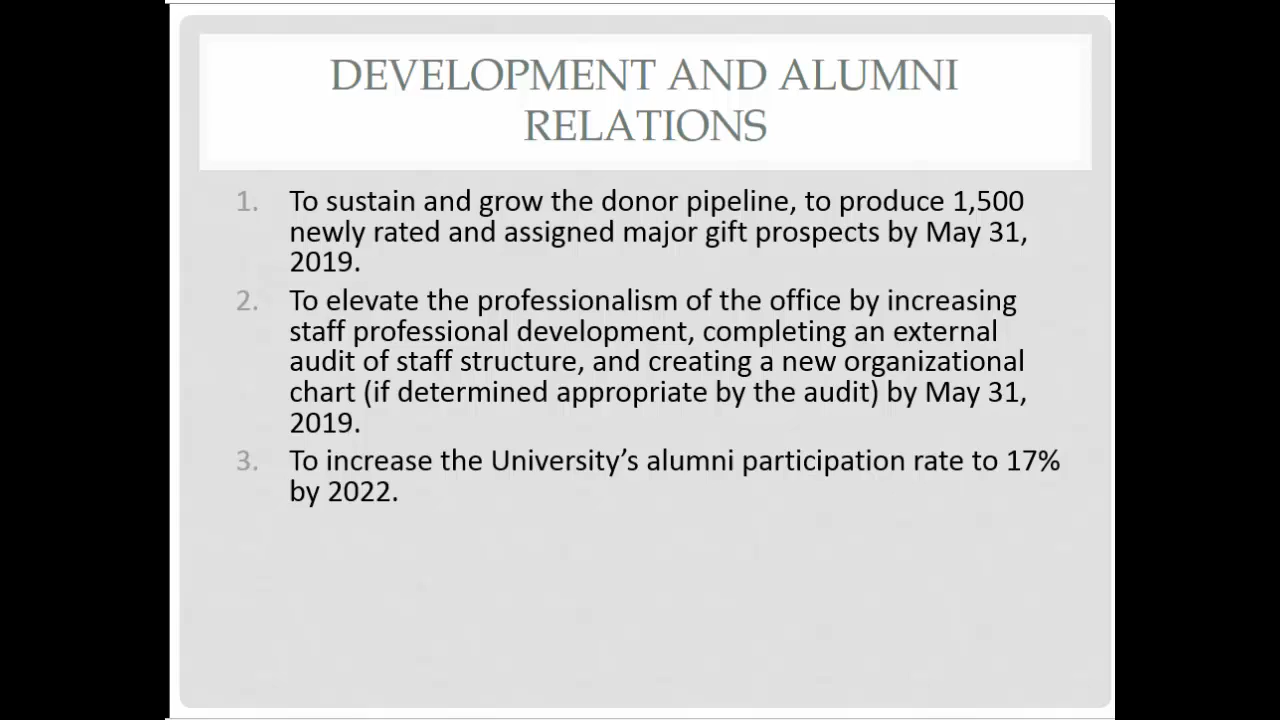 DEVELOPMENT AND ALUMNI
RELATIONS
1. To sustain and grow the donor pipeline, to produce 1,500
newly rated and assigned major gift prospects by May 31,
2019.
2. To elevate the professionalism of the office by increasing
staff professional development, completing an external
audit of staff structure, and creating a new organizational
chart (if determined appropriate by the audit) by May 31,
2019.
3. To increase the University’s alumni participation rate to 17%
by 2022.